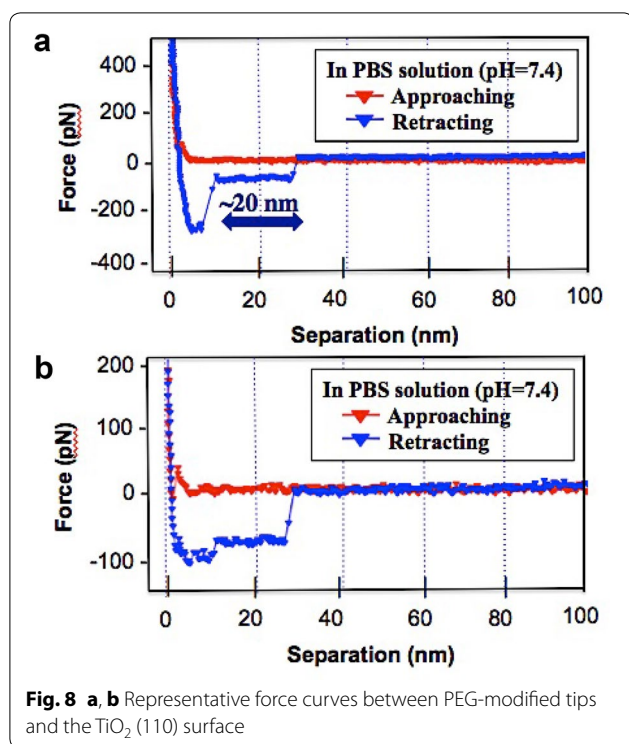 a
400
200
0
-200
-400
Force (pN)
In PBS solution (pH=7.4)
Approaching
Retracting
~20 nm
0 20 40 60 80 100
Separation (nm)
b
200
100
0
-100
Force (pN)
In PBS solution (pH=7.4)
Approaching
Retracting
0 20 40 60 80 100
Separation (nm)
Fig. 8 a, b Representative force curves between PEG-modified tips
and the TiO₂ (110) surface